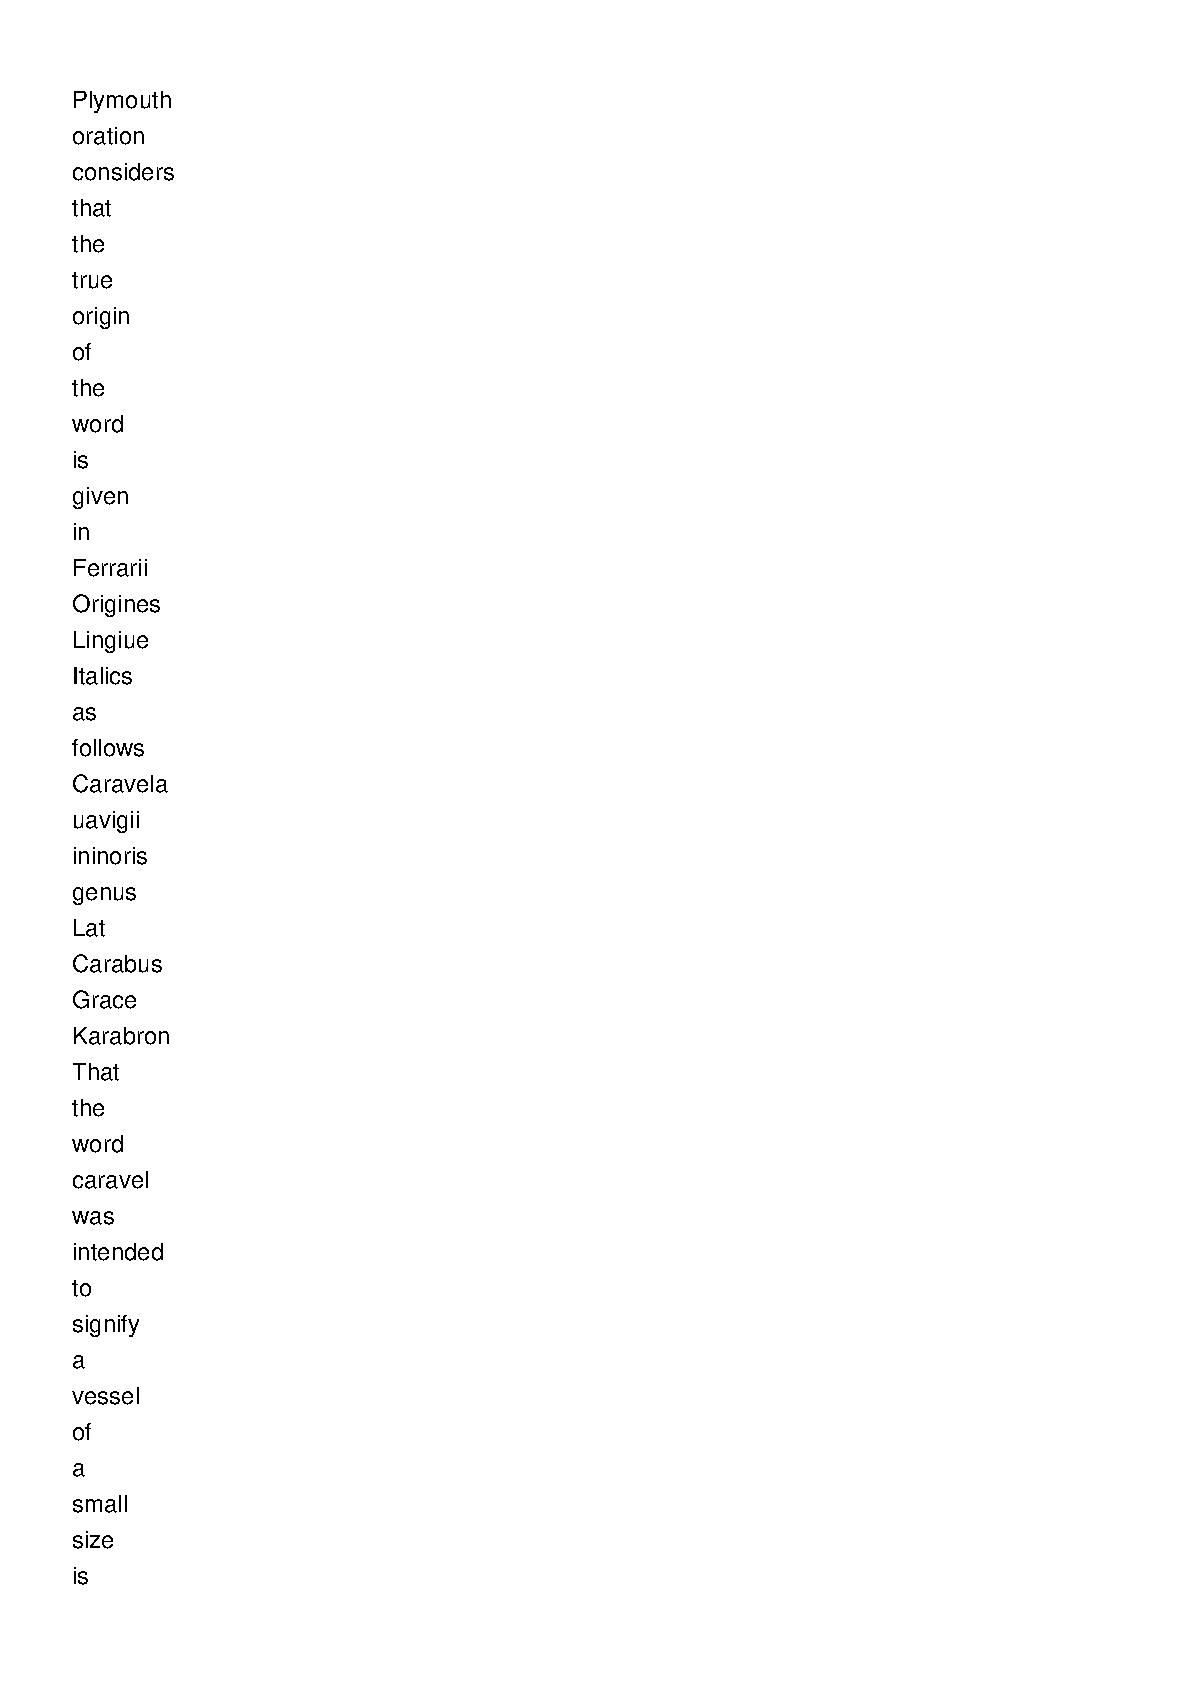 Plymouth
oration
considers
that
the
true
origin
of
the
word
is
given
in
Ferrarii
Origines
Lingiue
Italics
as
follows
Caravela
uavigii
ininoris
genus
Lat
Carabus
Grace
Karabron
That
the
word
caravel
was
intended
to
signify
a
vessel
of
a
small
size
is